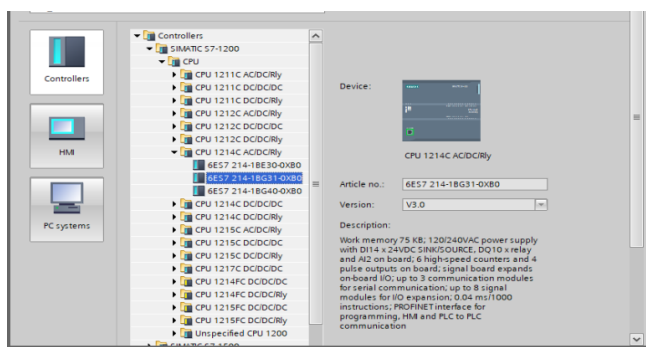 Controllers
HMI
PC systems
Controllers
SIMATIC S7-1200
CPU
CPU 1211C AC/DC/Rly
CPU 1211C DC/DC/DC
CPU 1211C DC/DC/Rly
CPU 1212C AC/DC/Rly
CPU 1212C DC/DC/DC
CPU 1212C DC/DC/Rly
CPU 1214C AC/DC/Rly
6ES7 214-1BE30-0XB0
6ES7 214-1BG31-0XB0
6ES7 214-1BG40-0XB0
CPU 1214C DC/DC/DC
CPU 1214C DC/DC/Rly
CPU 1215C AC/DC/Rly
CPU 1215C DC/DC/DC
CPU 1215C DC/DC/Rly
CPU 1217C DC/DC/DC
CPU 1214FC DC/DC/DC
CPU 1214FC DC/DC/Rly
CPU 1215FC DC/DC/DC
CPU 1215FC DC/DC/Rly
Unspecified CPU 1200
SIMATIC S7-1500
Device:
CPU 1214C AC/DC/Rly
Article no.: 6ES7 214-1BG31-0XB0
Version: V3.0
Description:
Work memory 75 KB; 120/240VAC power supply
with DI14 x 24VDC SINK/SOURCE, DQ10 x relay
and AI2 on board; 6 high-speed counters and 4
pulse outputs on board; signal board expands
on-board I/O; up to 3 communication modules
for serial communication; up to 8 signal
modules for I/O expansion; 0.04 ms/1000
instructions; PROFINET interface for
programming, HMI and PLC to PLC
communication